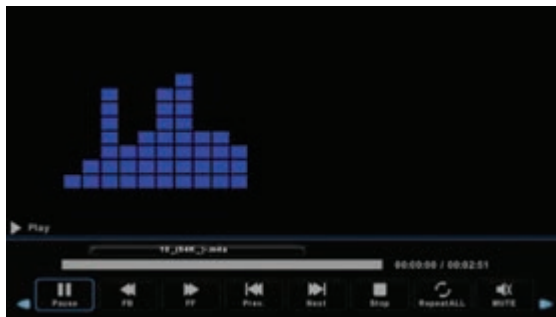 Play
00:00:00 / 00:02:51
Pause
FB
FF
Prev.
Next
Stop
RepeatALL
MUTE